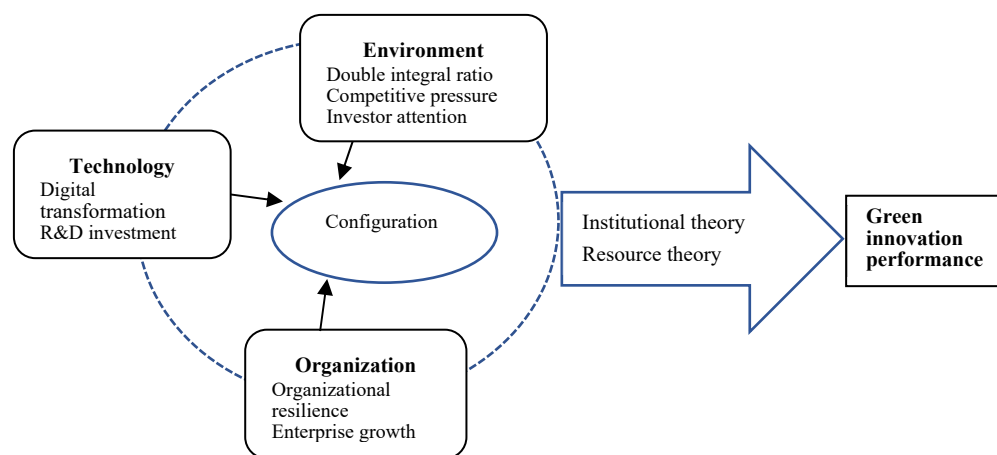 Environment
Double integral ratio
Competitive pressure
Investor attention
Technology
Digital
transformation
R&D investment
Configuration
Organization
Organizational
resilience
Enterprise growth
Institutional theory
Resource theory
Green
innovation
performance